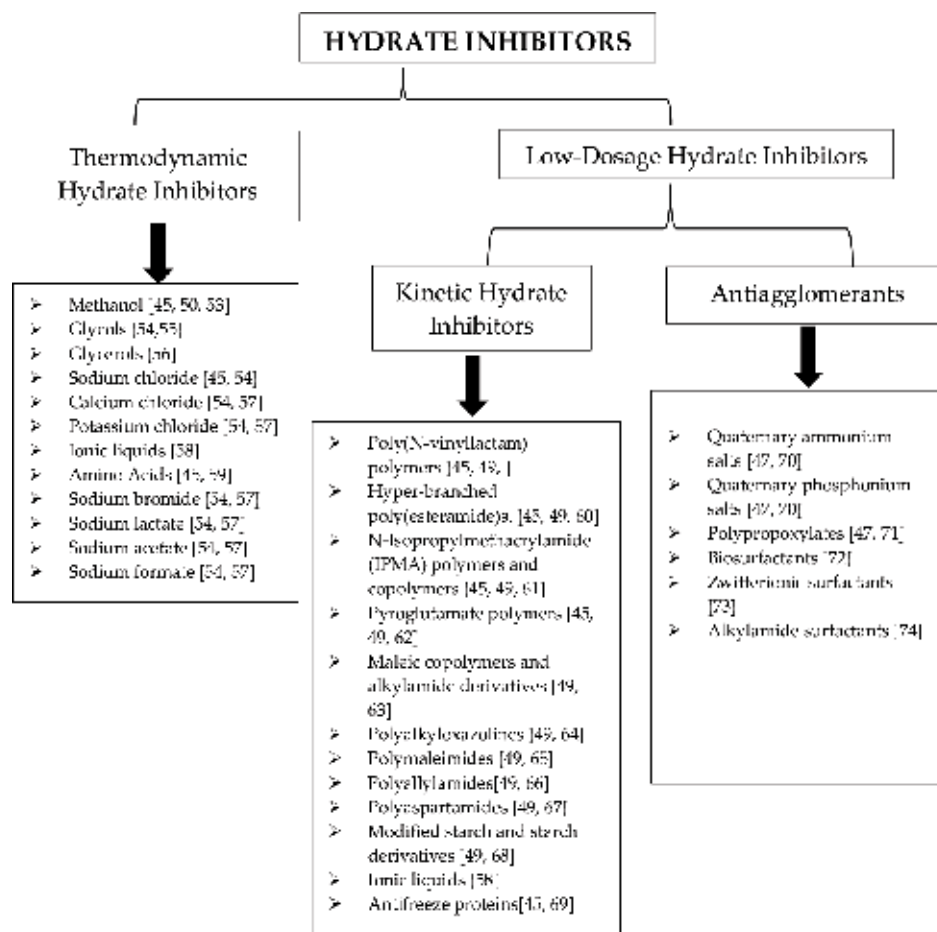 HYDRATE INHIBITORS
Thermodynamic
Hydrate Inhibitors
Low-Dosage Hydrate Inhibitors
Kinetic Hydrate
Inhibitors
Antiagglomerants
➢ Methanol [45, 50, 53]
➢ Glycols [54,55]
➢ Glycerols [56]
➢ Sodium chloride [45, 54]
➢ Calcium chloride [54, 57]
➢ Potassium chloride [54, 57]
➢ Ionic liquids [58]
➢ Amino Acids [45, 59]
➢ Sodium bromide [54, 57]
➢ Sodium lactate [54, 57]
➢ Sodium acetate [54, 57]
➢ Sodium formate [54, 57]
➢ Poly(N-vinyllactam)
polymers [45, 49, ]
➢ Hyper-branched
poly(esteramide)s. [45, 49, 60]
➢ N-Isopropylmethacrylamide
(IPMA) polymers and
copolymers [45, 49, 61]
➢ Pyroglutamate polymers [45,
49, 62]
➢ Maleic copolymers and
alkylamide derivatives [49,
63]
➢ Polyalkyloxazolines [49, 64]
➢ Polymaleimides [49, 65]
➢ Polyallylamides[49, 66]
➢ Polyaspartamides [49, 67]
➢ Modified starch and starch
derivatives [49, 68]
➢ Ionic liquids [58]
➢ Antifreeze proteins[45, 69]
➢ Quaternary ammonium
salts [47, 70]
➢ Quaternary phosphonium
salts [47, 70]
➢ Polypropoxylates [47, 71]
➢ Biosurfactants [72]
➢ Zwitterionic surfactants
[73]
➢ Alkylamide surfactants [74]